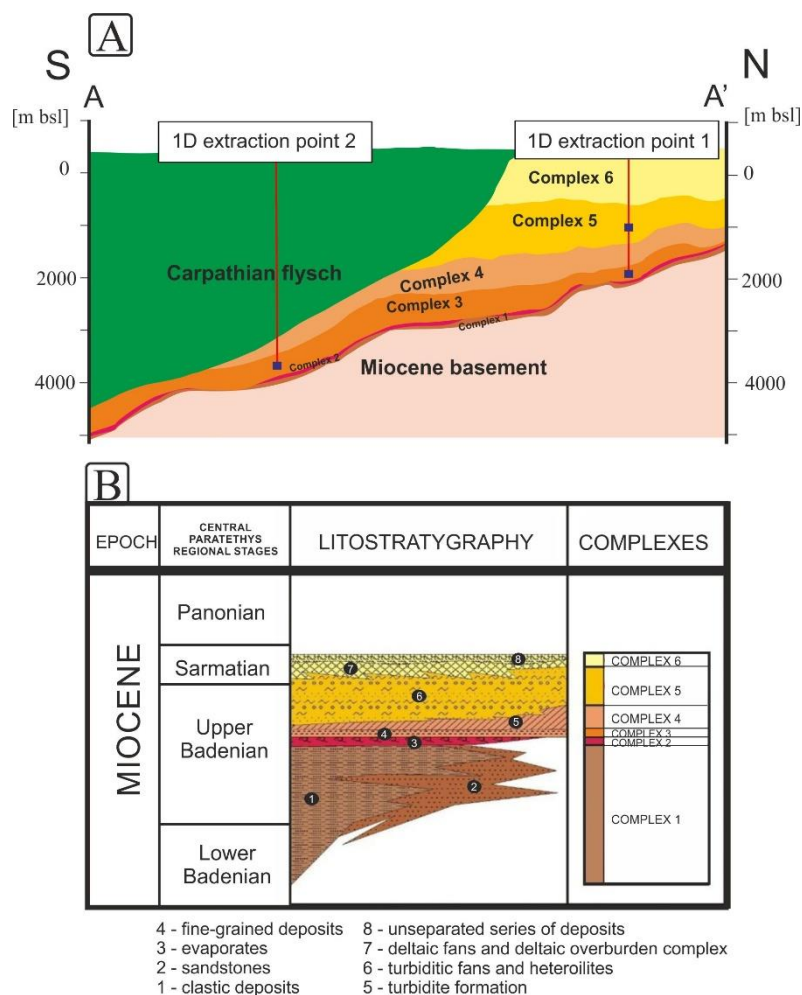 A
S
N
A
A'
[m bsl]
[m bsl]
1D extraction point 2
1D extraction point 1
0
0
Complex 6
Complex 5
Carpathian flysch
Complex 4
2000
2000
Complex 3
Complex 1
Complex 2
Miocene basement
4000
4000
B
EPOCH
CENTRAL
PARATETHYS
REGIONAL STAGES
LITOSTRATYGRAPHY
COMPLEXES
MIOCENE
Panonian
Sarmatian
Upper
Badenian
Lower
Badenian
8
7
6
5
4
3
2
1
COMPLEX 6
COMPLEX 5
COMPLEX 4
COMPLEX 3
COMPLEX 2
COMPLEX 1
4 - fine-grained deposits
3 - evaporates
2 - sandstones
1 - clastic deposits
8 - unseparated series of deposits
7 - deltaic fans and deltaic overburden complex
6 - turbiditic fans and heteroilites
5 - turbidite formation